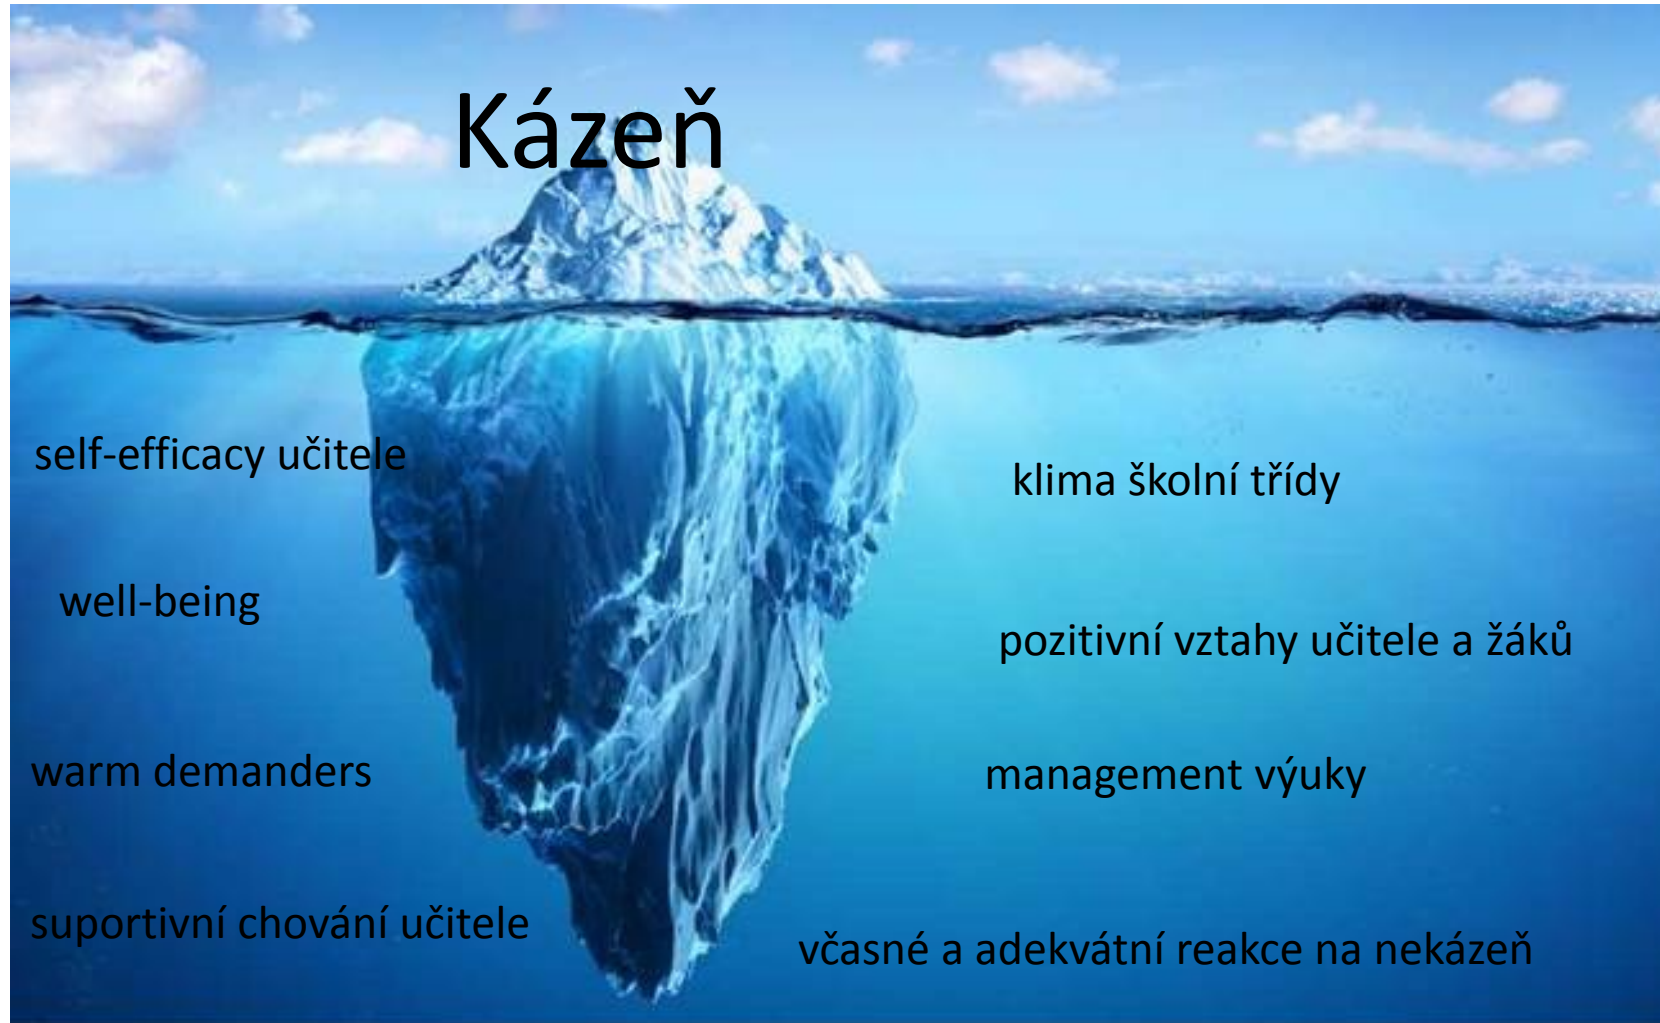 Kázeň
self-efficacy učitele
klima školní třídy
well-being
pozitivní vztahy učitele a žáků
warm demanders
management výuky
suportivní chování učitele
včasné a adekvátní reakce na nekázeň